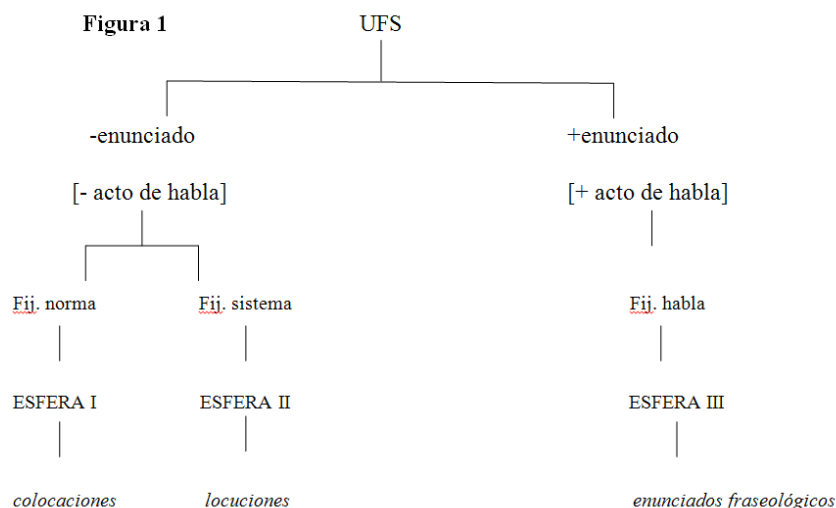 Figura 1 UFS
-enunciado +enunciado
[- acto de habla] [+ acto de habla]
Fij. norma Fij. sistema Fij. habla
ESFERA I ESFERA II ESFERA III
colocaciones locuciones enunciados fraseológicos